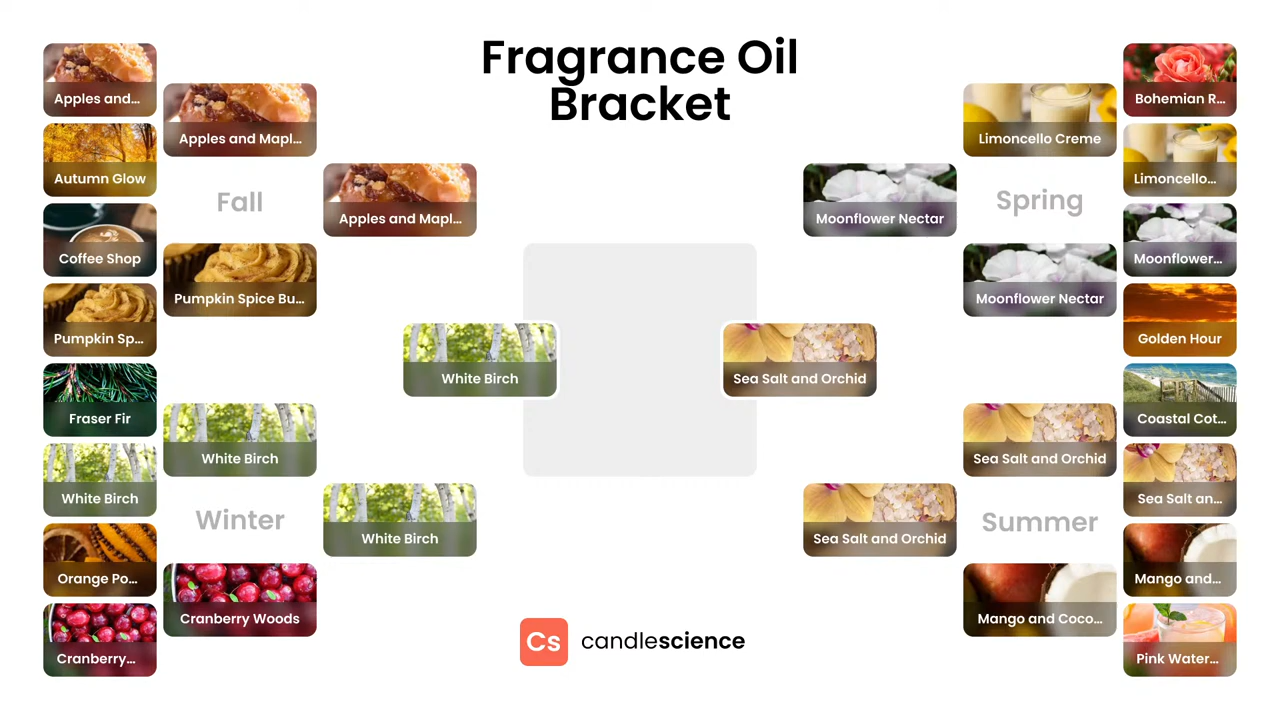 Fragrance Oil
Bracket
Apples and...
Autumn Glow
Coffee Shop
Pumpkin Sp...
Fraser Fir
White Birch
Orange Po...
Cranberry...
Apples and Mapl...
Fall
Pumpkin Spice Bu...
White Birch
Winter
Cranberry Woods
Apples and Mapl...
White Birch
White Birch
Sea Salt and Orchid
Moonflower Nectar
Sea Salt and Orchid
Limoncello Creme
Spring
Moonflower Nectar
Sea Salt and Orchid
Summer
Mango and Coco...
Bohemian R...
Limoncello...
Moonflower...
Golden Hour
Coastal Cot...
Sea Salt an...
Mango and...
Pink Water...
Cs candlescience